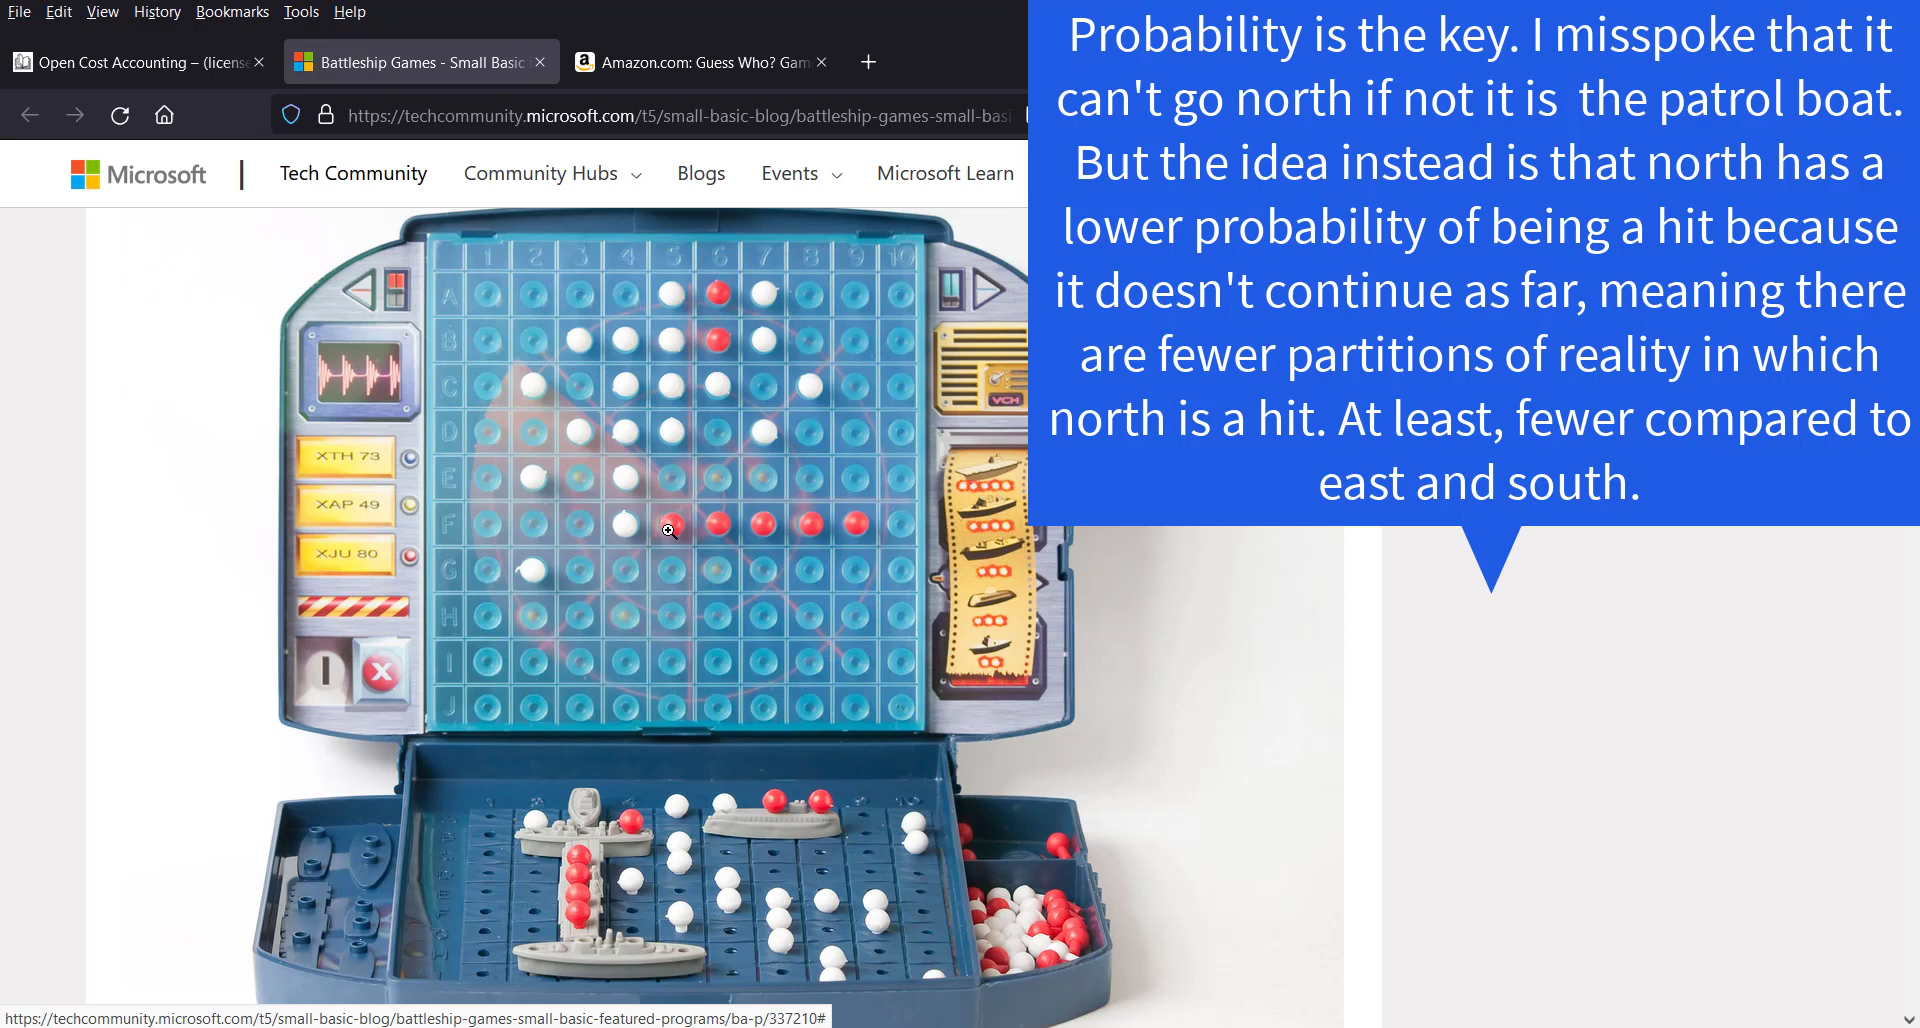 File Edit View History Bookmarks Tools Help
Open Cost Accounting – (license
Battleship Games - Small Basic
Amazon.com: Guess Who? Gam
https://techcommunity.microsoft.com/t5/small-basic-blog/battleship-games-small-basi
Microsoft
Tech Community Community Hubs Blogs Events Microsoft Learn
Probability is the key. I misspoke that it
can't go north if not it is the patrol boat.
But the idea instead is that north has a
lower probability of being a hit because
it doesn't continue as far, meaning there
are fewer partitions of reality in which
north is a hit. At least, fewer compared to
east and south.
1 2 3 4 5 6 7 8 9 10
A
B
C
D
E
F
G
H
I
J
XTH 73
XAP 49
XJU 80
X
VCH
https://techcommunity.microsoft.com/t5/small-basic-blog/battleship-games-small-basic-featured-programs/ba-p/337210#